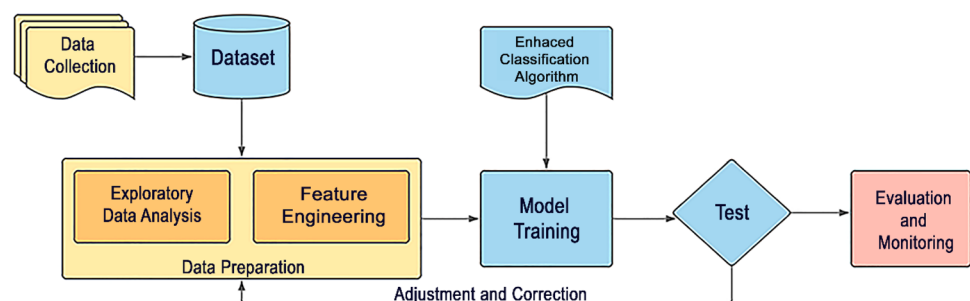 Data
Collection
Dataset
Enhaced
Classification
Algorithm
Exploratory
Data Analysis
Feature
Engineering
Data Preparation
Model
Training
Test
Evaluation
and
Monitoring
Adjustment and Correction